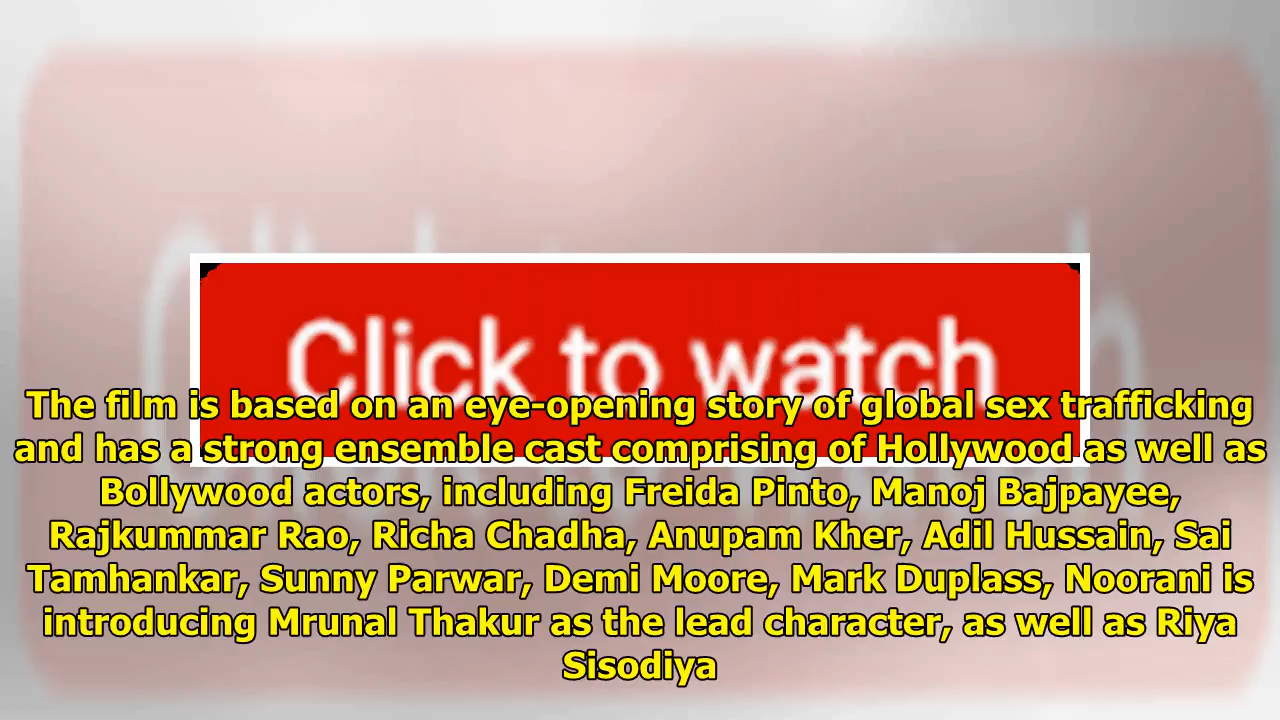 Click to watch
The film is based on an eye-opening story of global sex trafficking
and has a strong ensemble cast comprising of Hollywood as well as
Bollywood actors, including Freida Pinto, Manoj Bajpayee,
Rajkummar Rao, Richa Chadha, Anupam Kher, Adil Hussain, Sai
Tamhankar, Sunny Parwar, Demi Moore, Mark Duplass, Noorani is
introducing Mrunal Thakur as the lead character, as well as Riya
Sisodiya